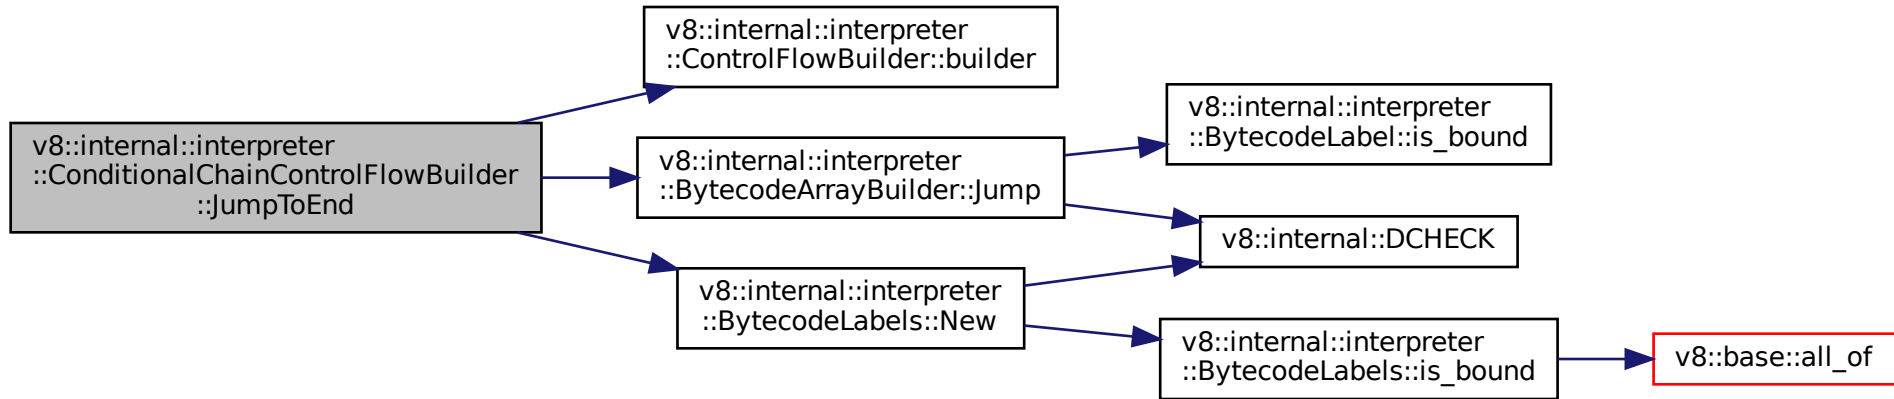 v8::internal::interpreter
::ConditionalChainControlFlowBuilder
::JumpToEnd
v8::internal::interpreter
::ControlFlowBuilder::builder
v8::internal::interpreter
::BytecodeArrayBuilder::Jump
v8::internal::interpreter
::BytecodeLabels::New
v8::internal::interpreter
::BytecodeLabel::is_bound
v8::internal::DCHECK
v8::internal::interpreter
::BytecodeLabels::is_bound
v8::base::all_of